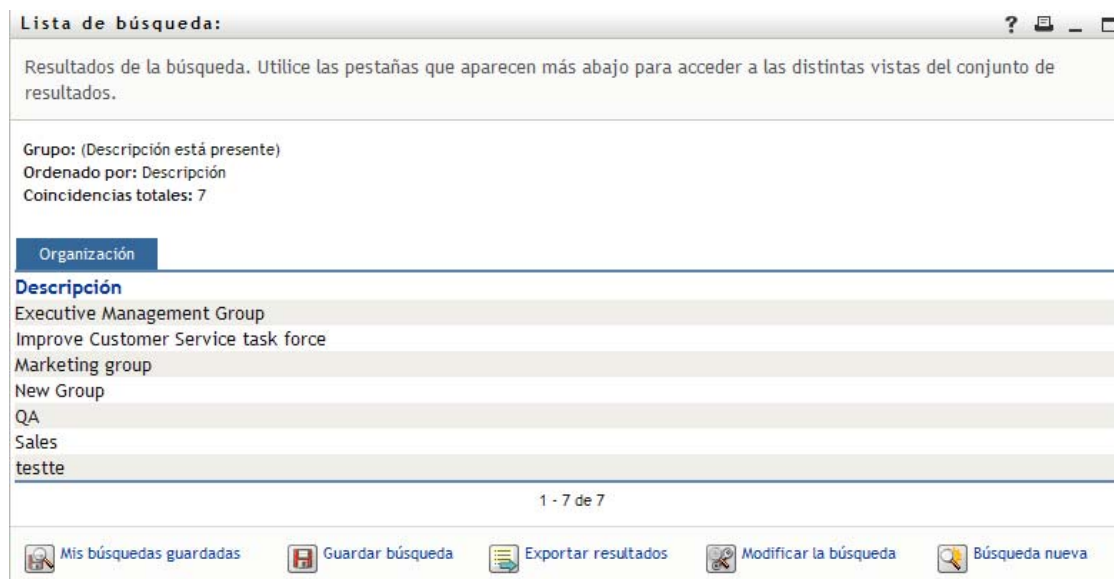 Lista de búsqueda: ?
Resultados de la búsqueda. Utilice las pestañas que aparecen más abajo para acceder a las distintas vistas del conjunto de
resultados.
Grupo: (Descripción está presente)
Ordenado por: Descripción
Coincidencias totales: 7
Organización
Descripción
Executive Management Group
Improve Customer Service task force
Marketing group
New Group
QA
Sales
testte
1 - 7 de 7
Mis búsquedas guardadas Guardar búsqueda Exportar resultados Modificar la búsqueda Búsqueda nueva